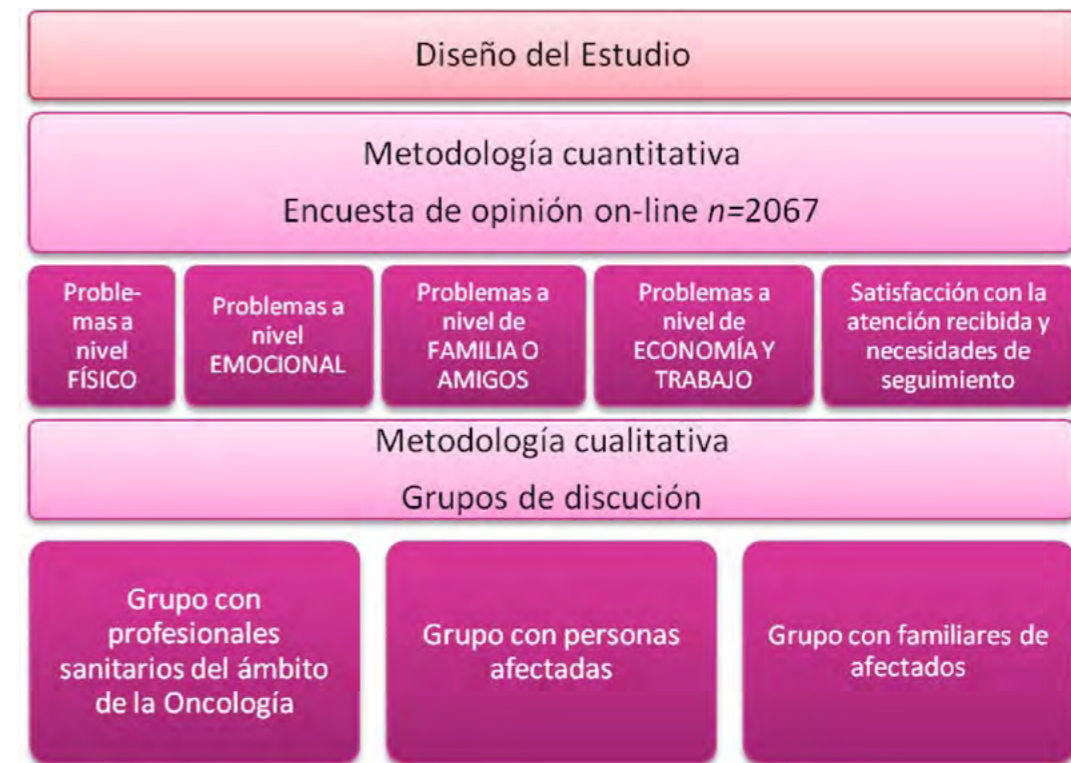 Diseño del Estudio
Metodología cuantitativa
Encuesta de opinión on-line n=2067
Proble-
mas a
nivel
FÍSICO
Problemas a
nivel
EMOCIONAL
Problemas a
nivel de
FAMILIA O
AMIGOS
Problemas a
nivel de
ECONOMÍA Y
TRABAJO
Satisfacción con la
atención recibida y
necesidades de
seguimiento
Metodología cualitativa
Grupos de discución
Grupo con
profesionales
sanitarios del ámbito
de la Oncología
Grupo con personas
afectadas
Grupo con familiares de
afectados